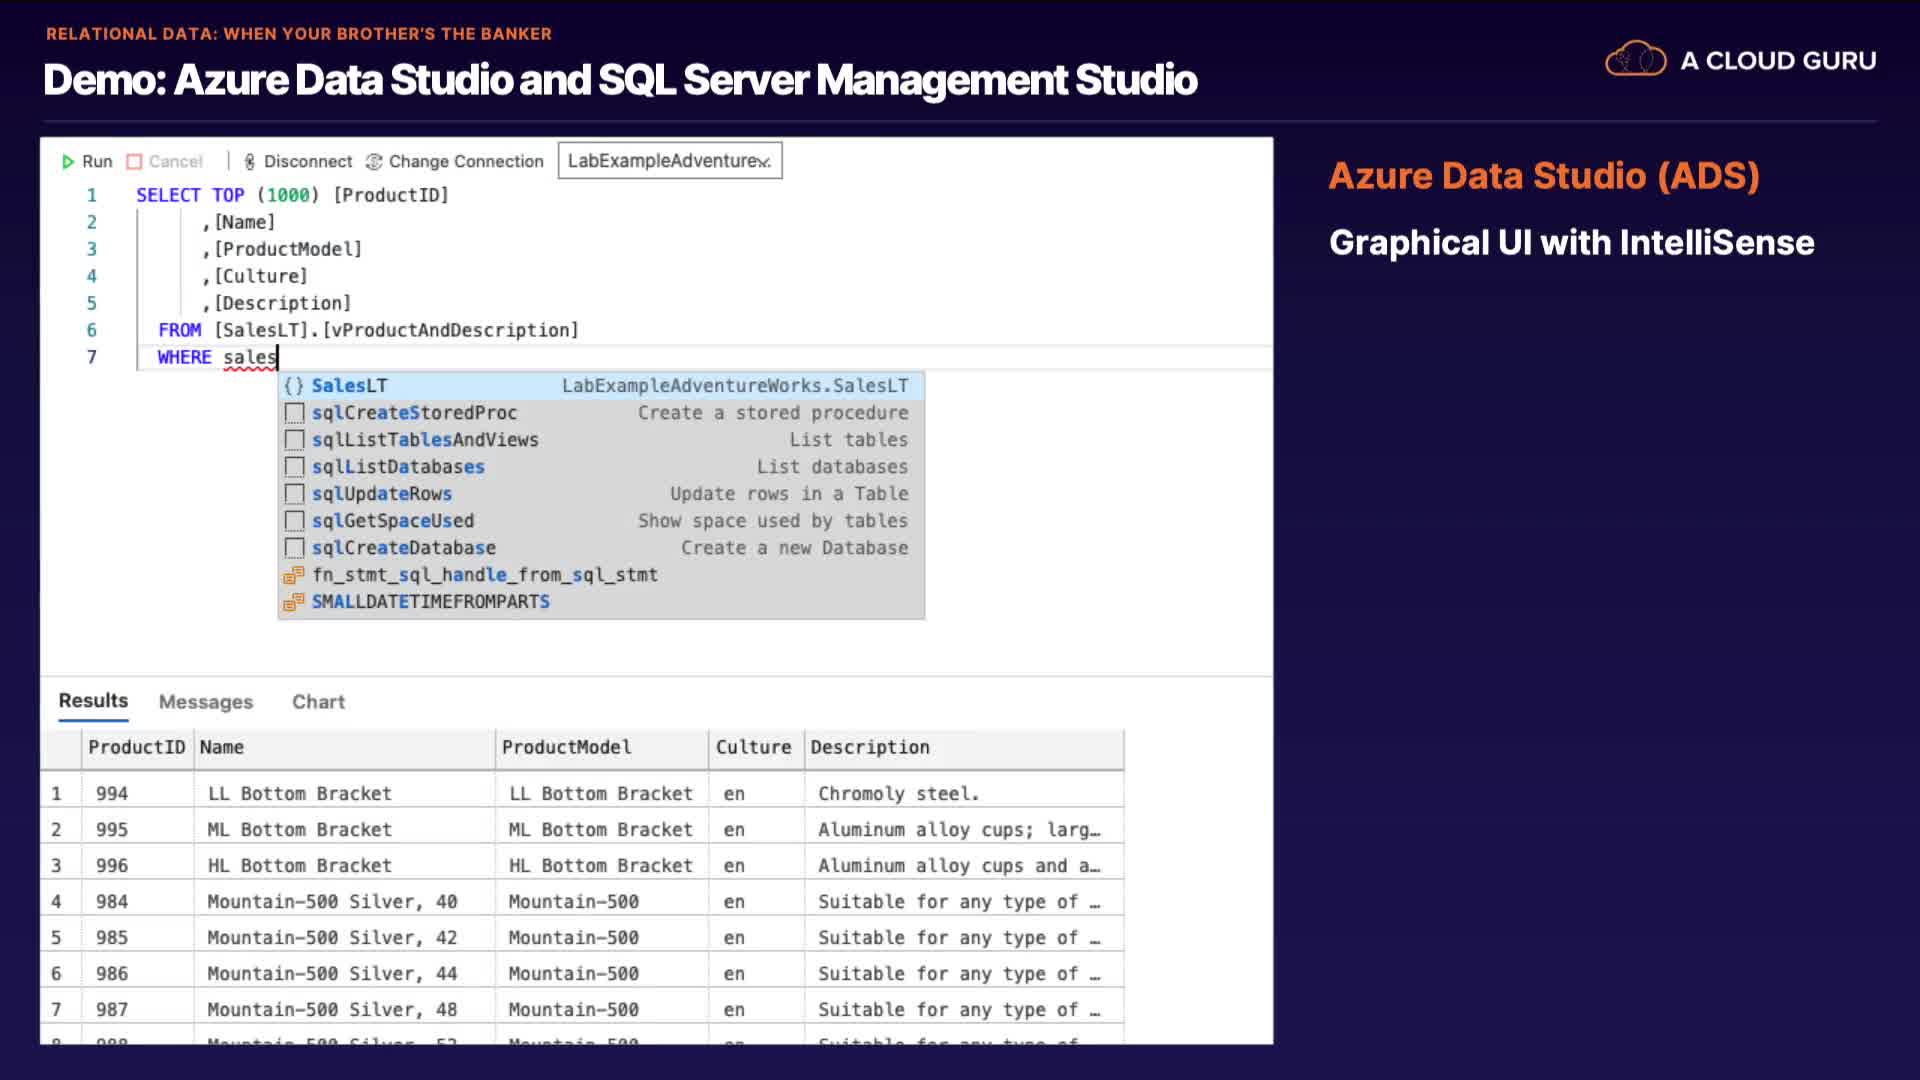 RELATIONAL DATA: WHEN YOUR BROTHER'S THE BANKER
Demo: Azure Data Studio and SQL Server Management Studio
A CLOUD GURU
Run Cancel Disconnect Change Connection LabExampleAdventure
1 SELECT TOP (1000) [ProductID]
2 ,[Name]
3 ,[ProductModel]
4 ,[Culture]
5 ,[Description]
6 FROM [SalesLT].[vProductAndDescription]
7 WHERE sales
{} SalesLT LabExampleAdventureWorks.SalesLT
sqlCreateStoredProc Create a stored procedure
sqlListTablesAndViews List tables
sqlListDatabases List databases
sqlUpdateRows Update rows in a Table
sqlGetSpaceUsed Show space used by tables
sqlCreateDatabase Create a new Database
fn_stmt_sql_handle_from_sql_stmt
SMALLDATETIMEFROMPARTS
Results Messages Chart
ProductID Name ProductModel Culture Description
1 994 LL Bottom Bracket LL Bottom Bracket en Chromoly steel.
2 995 ML Bottom Bracket ML Bottom Bracket en Aluminum alloy cups; larg…
3 996 HL Bottom Bracket HL Bottom Bracket en Aluminum alloy cups and a…
4 984 Mountain-500 Silver, 40 Mountain-500 en Suitable for any type of …
5 985 Mountain-500 Silver, 42 Mountain-500 en Suitable for any type of …
6 986 Mountain-500 Silver, 44 Mountain-500 en Suitable for any type of …
7 987 Mountain-500 Silver, 48 Mountain-500 en Suitable for any type of …
Azure Data Studio (ADS)
Graphical UI with IntelliSense